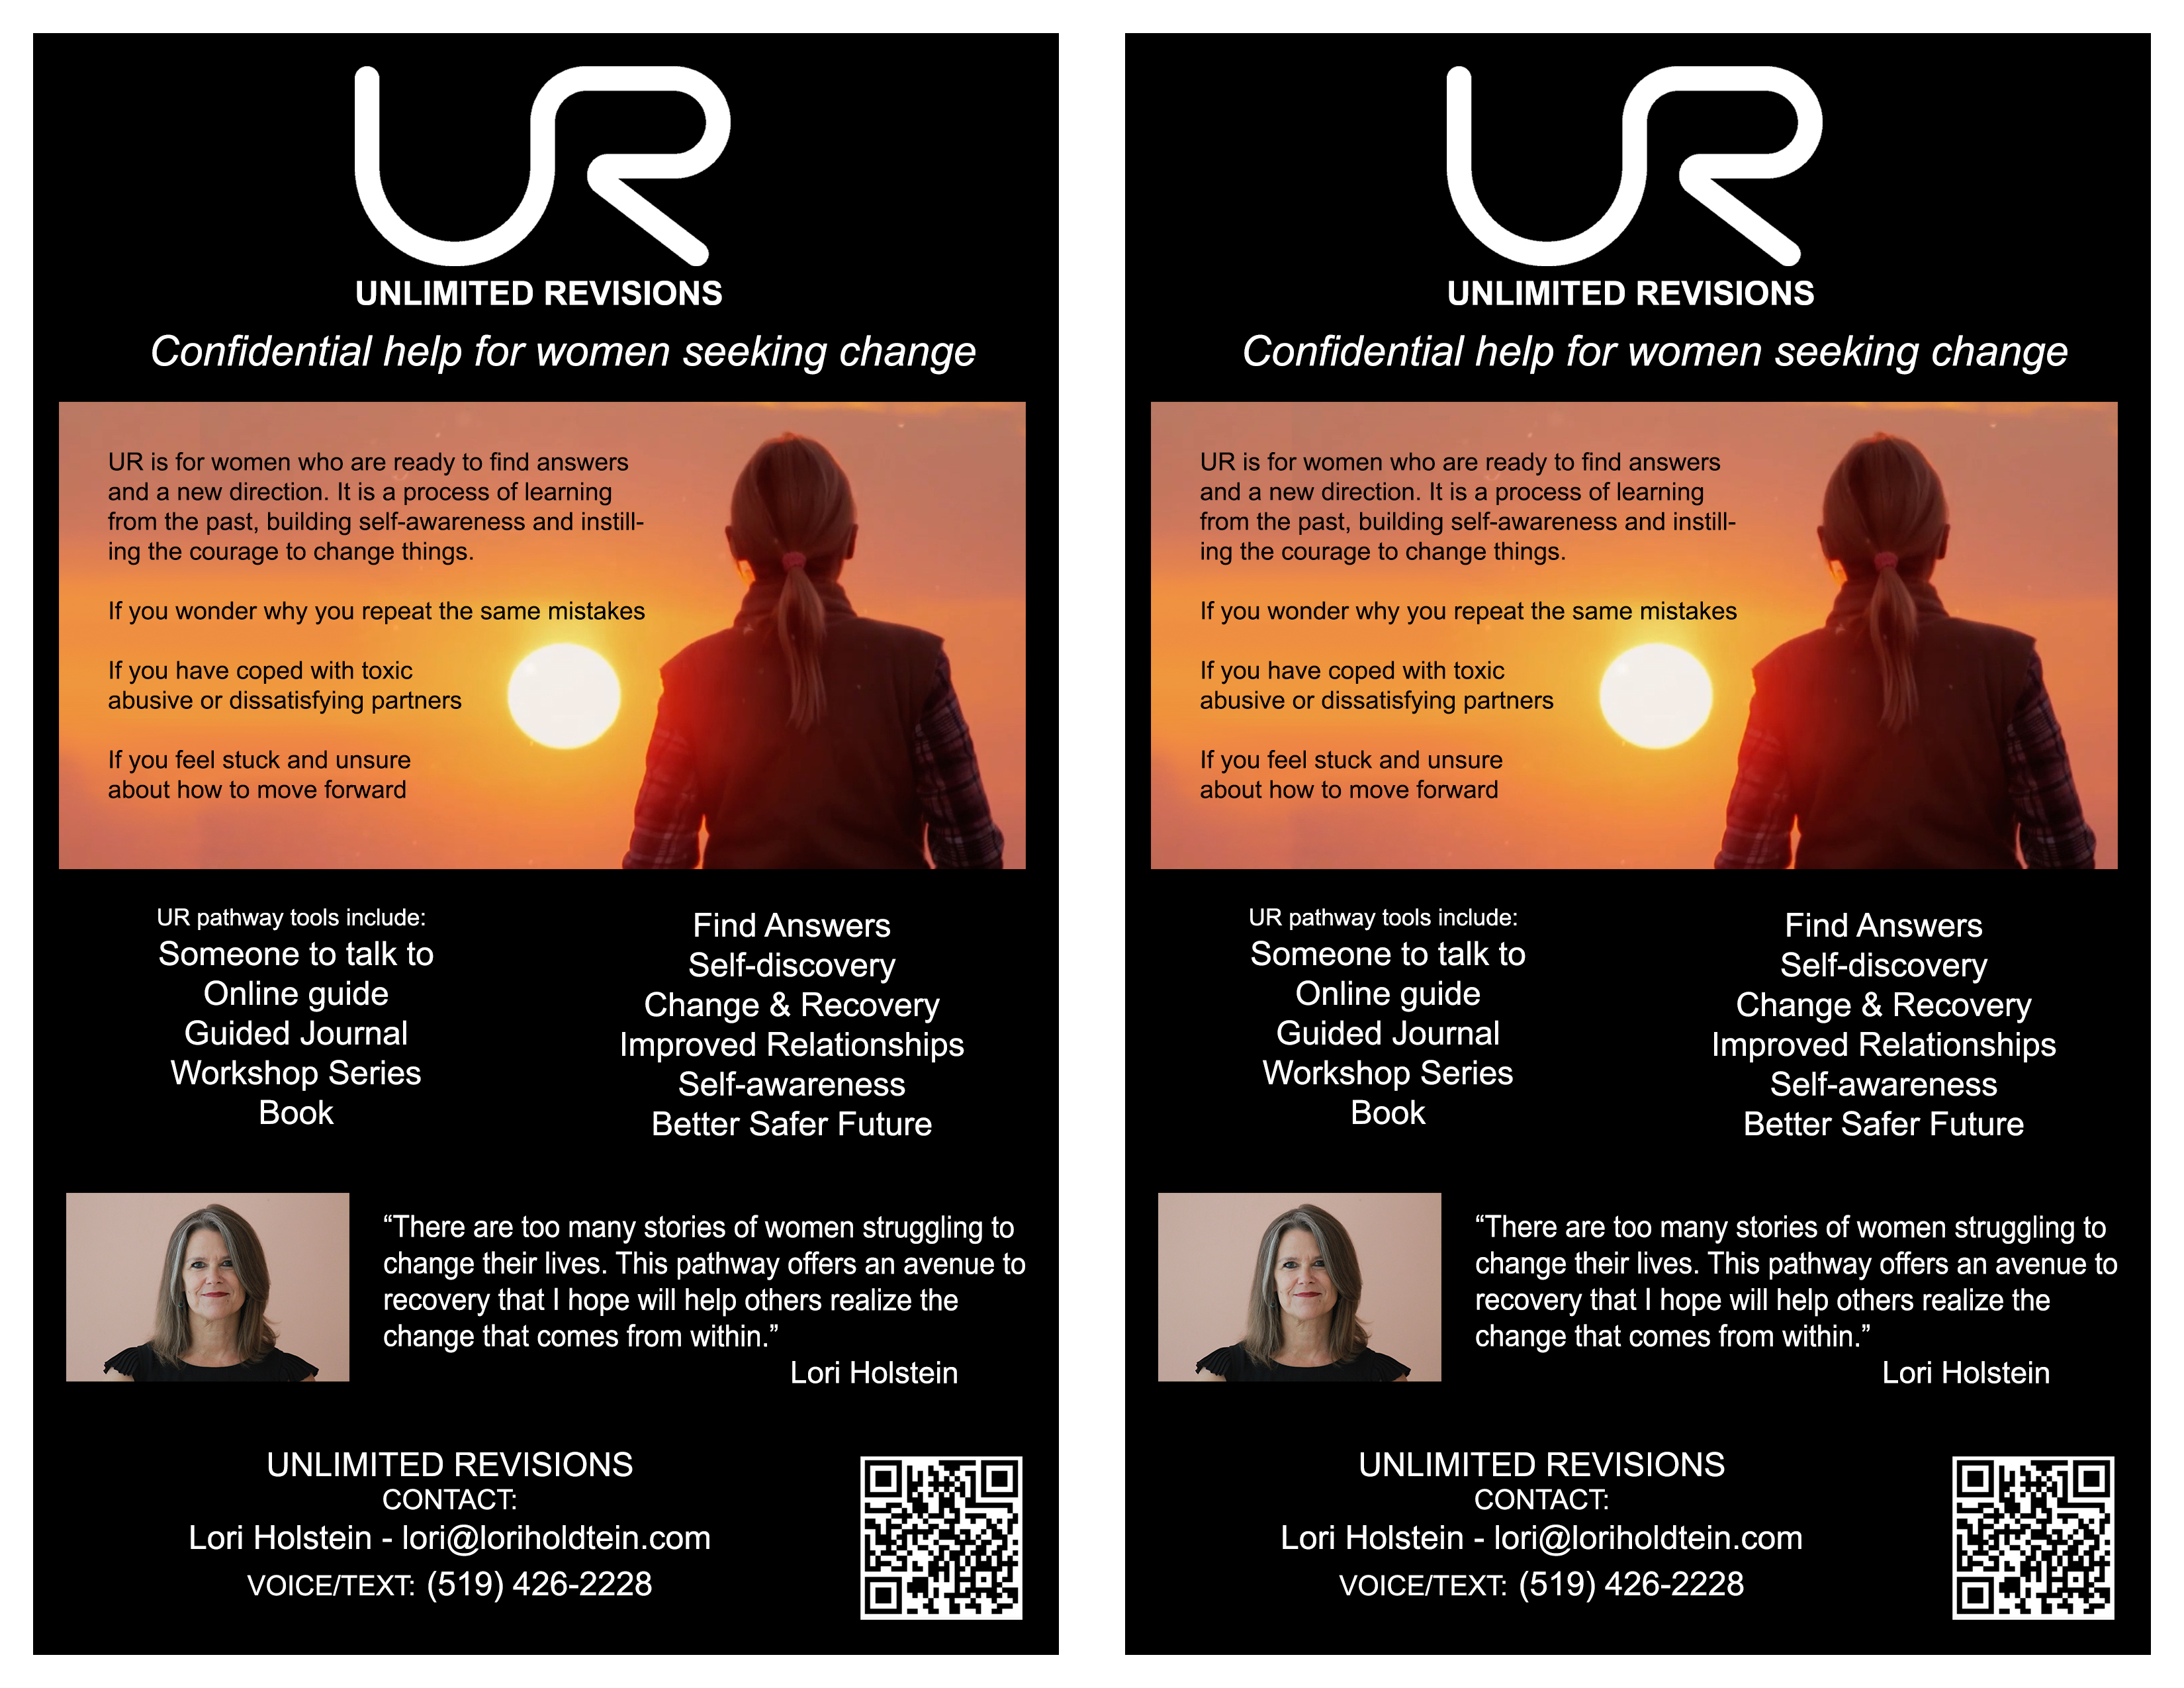 UR
UNLIMITED REVISIONS
Confidential help for women seeking change
UR is for women who are ready to find answers
and a new direction. It is a process of learning
from the past, building self-awareness and instill-
ing the courage to change things.
If you wonder why you repeat the same mistakes
If you have coped with toxic
abusive or dissatisfying partners
If you feel stuck and unsure
about how to move forward
UR pathway tools include:
Someone to talk to
Online guide
Guided Journal
Workshop Series
Book
Find Answers
Self-discovery
Change & Recovery
Improved Relationships
Self-awareness
Better Safer Future
“There are too many stories of women struggling to
change their lives. This pathway offers an avenue to
recovery that I hope will help others realize the
change that comes from within.”
Lori Holstein
UNLIMITED REVISIONS
CONTACT:
Lori Holstein - lori@loriholdtein.com
VOICE/TEXT: (519) 426-2228
UR
UNLIMITED REVISIONS
Confidential help for women seeking change
UR is for women who are ready to find answers
and a new direction. It is a process of learning
from the past, building self-awareness and instill-
ing the courage to change things.
If you wonder why you repeat the same mistakes
If you have coped with toxic
abusive or dissatisfying partners
If you feel stuck and unsure
about how to move forward
UR pathway tools include:
Someone to talk to
Online guide
Guided Journal
Workshop Series
Book
Find Answers
Self-discovery
Change & Recovery
Improved Relationships
Self-awareness
Better Safer Future
“There are too many stories of women struggling to
change their lives. This pathway offers an avenue to
recovery that I hope will help others realize the
change that comes from within.”
Lori Holstein
UNLIMITED REVISIONS
CONTACT:
Lori Holstein - lori@loriholdtein.com
VOICE/TEXT: (519) 426-2228